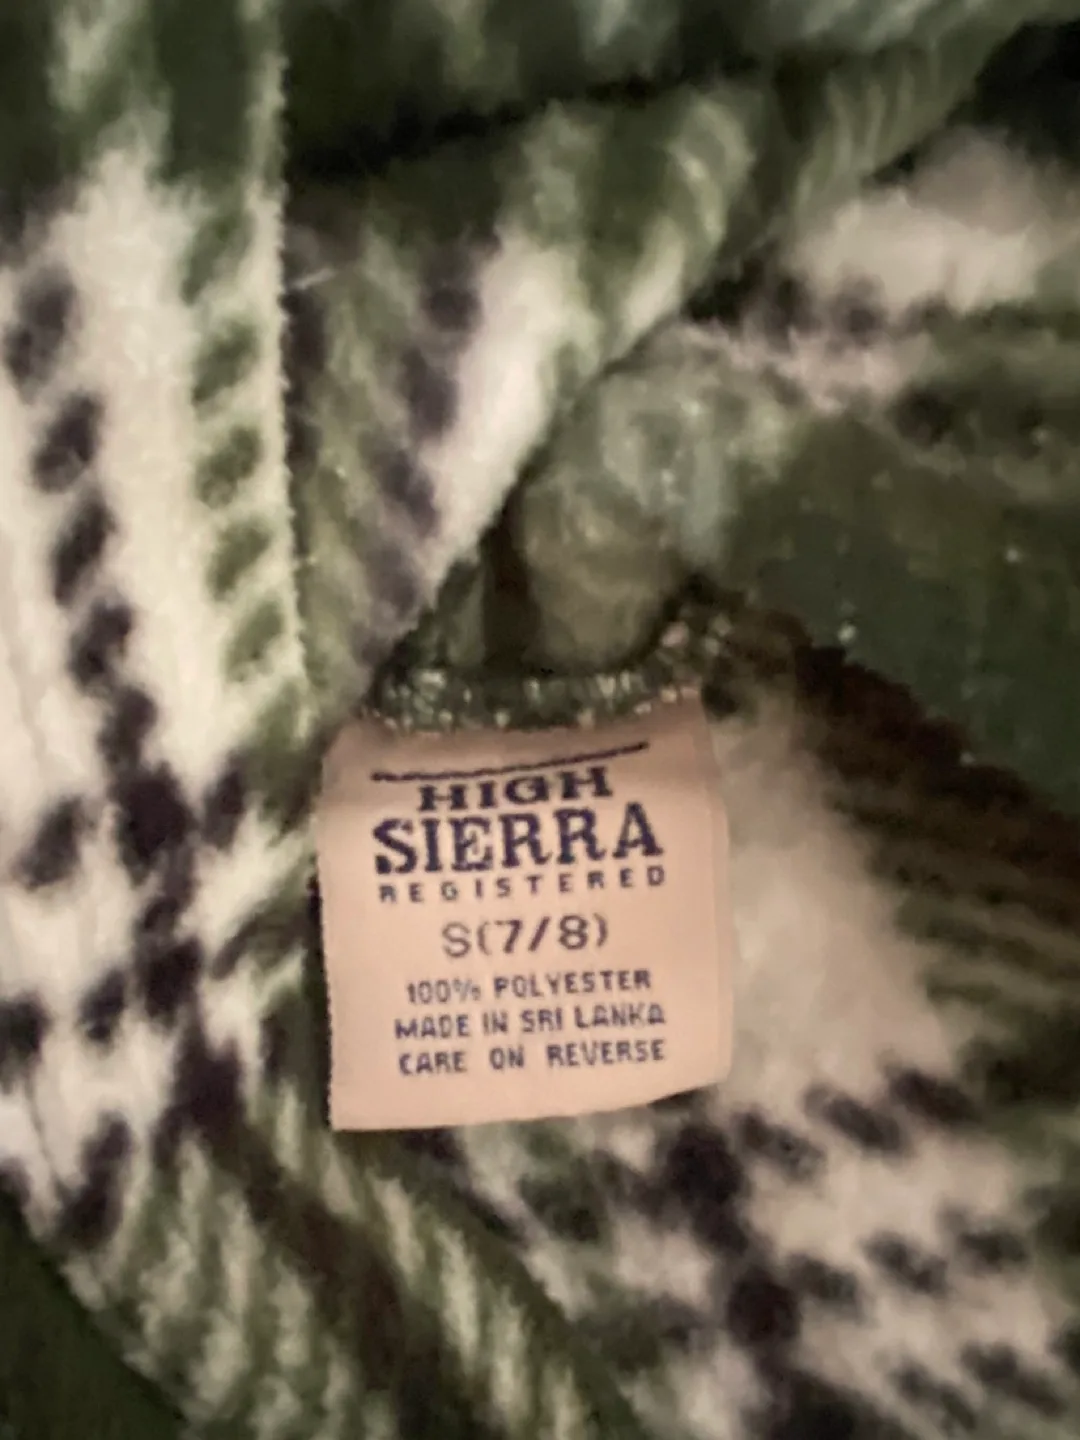 HIGH
SIERRA
REGISTERED
S(7/8)
100% POLYESTER
MADE IN SRI LANKA
CARE ON REVERSE